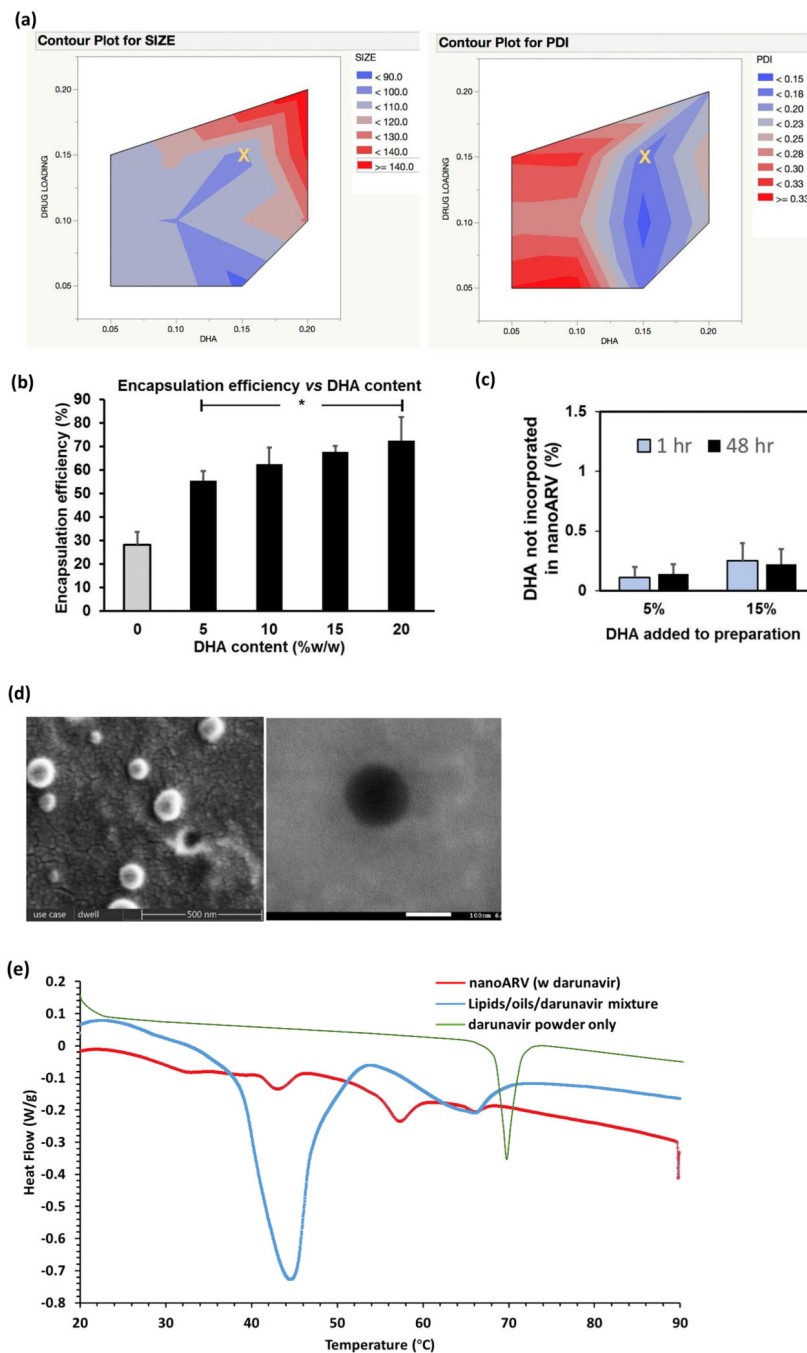 (a)
Contour Plot for SIZE
SIZE
< 90.0
< 100.0
< 110.0
< 120.0
< 130.0
< 140.0
>= 140.0
DRUG LOADING
0.20
0.15
0.10
0.05
X
0.05 0.10 0.15 0.20
DHA
Contour Plot for PDI
PDI
< 0.15
< 0.18
< 0.20
< 0.23
< 0.25
< 0.28
< 0.30
< 0.33
>= 0.33
DRUG LOADING
0.20
0.15
0.10
0.05
X
0.05 0.10 0.15 0.20
DHA
(b)
Encapsulation efficiency vs DHA content
*
Encapsulation efficiency (%)
90
80
70
60
50
40
30
20
10
0
0 5 10 15 20
DHA content (%w/w)
(c)
DHA not incorporated
in nanoARV (%)
1.5
1
0.5
0
1 hr 48 hr
5% 15%
DHA added to preparation
(d)
use case dwell 500 nm
100nm
(e)
nanoARV (w darunavir)
Lipids/oils/darunavir mixture
darunavir powder only
Heat Flow (W/g)
0.2
0.1
0
-0.1
-0.2
-0.3
-0.4
-0.5
-0.6
-0.7
-0.8
20 30 40 50 60 70 80 90
Temperature (°C)